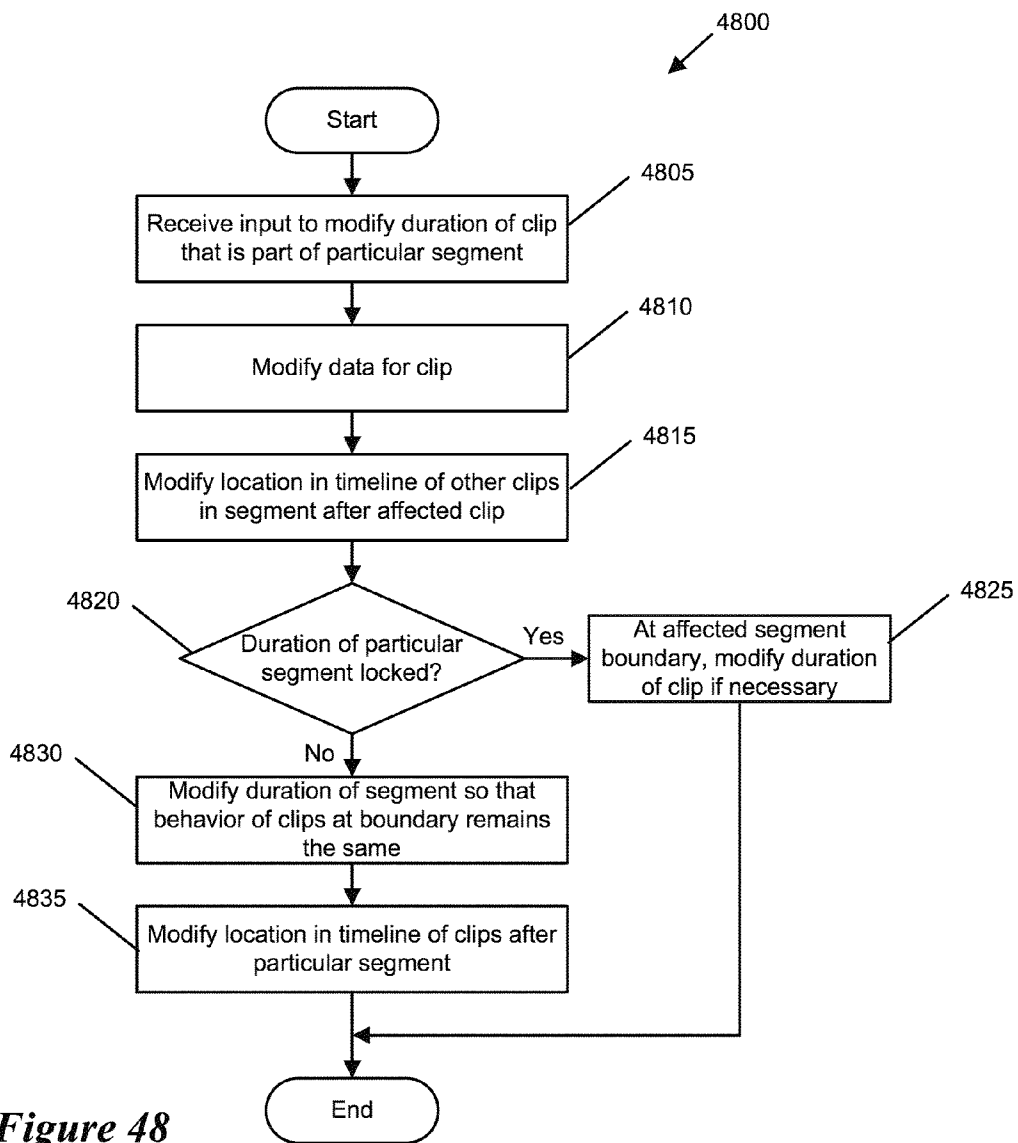 4800
Start
4805
Receive input to modify duration of clip
that is part of particular segment
4810
Modify data for clip
4815
Modify location in timeline of other clips
in segment after affected clip
4820
Duration of particular
segment locked?
Yes
4825
At affected segment
boundary, modify duration
of clip if necessary
No
4830
Modify duration of segment so that
behavior of clips at boundary remains
the same
4835
Modify location in timeline of clips after
particular segment
End
Figure 48